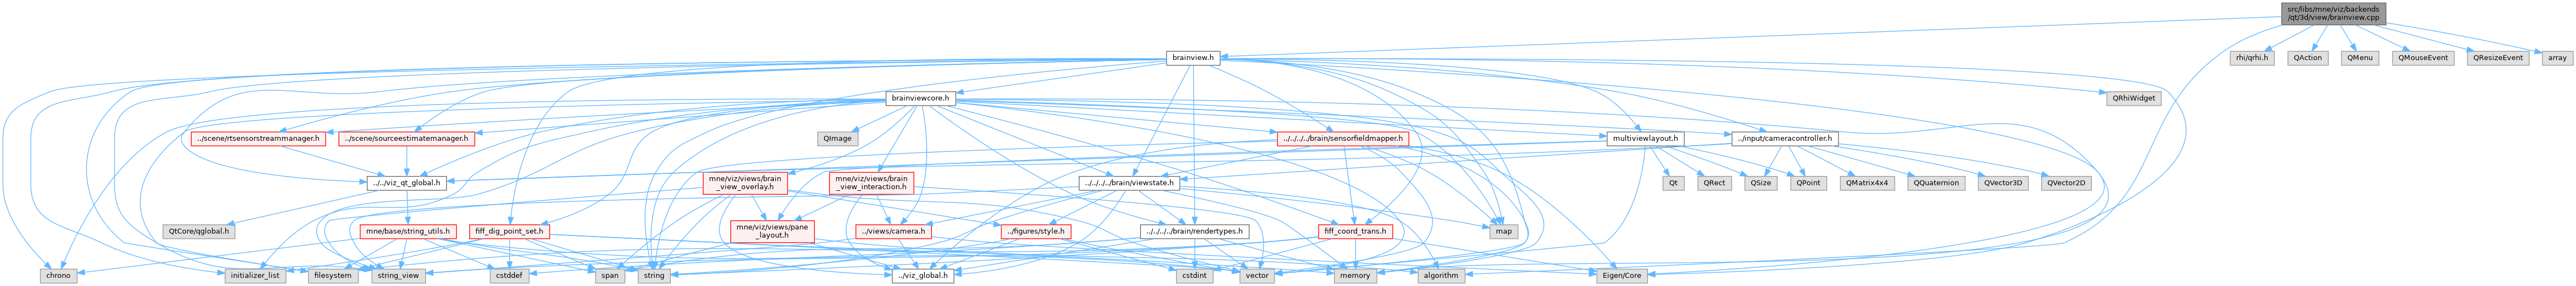 src/libs/mne/viz/backends
/qt/3d/view/brainview.cpp
brainview.h
rhi/qrhi.h
QAction
QMenu
QMouseEvent
QResizeEvent
array
brainviewcore.h
QRhiWidget
../scene/rtsensorstreammanager.h
../scene/sourceestimatemanager.h
QImage
../../../../brain/sensorfieldmapper.h
multiviewlayout.h
../input/cameracontroller.h
../../viz_qt_global.h
mne/viz/views/brain
_view_overlay.h
mne/viz/views/brain
_view_interaction.h
../../../../brain/viewstate.h
Qt
QRect
QSize
QPoint
QMatrix4x4
QQuaternion
QVector3D
QVector2D
QtCore/qglobal.h
mne/base/string_utils.h
fiff_dig_point_set.h
mne/viz/views/pane
_layout.h
../views/camera.h
../figures/style.h
../../../../brain/rendertypes.h
fiff_coord_trans.h
map
chrono
initializer_list
filesystem
string_view
cstddef
span
string
../viz_global.h
cstdint
vector
memory
algorithm
Eigen/Core